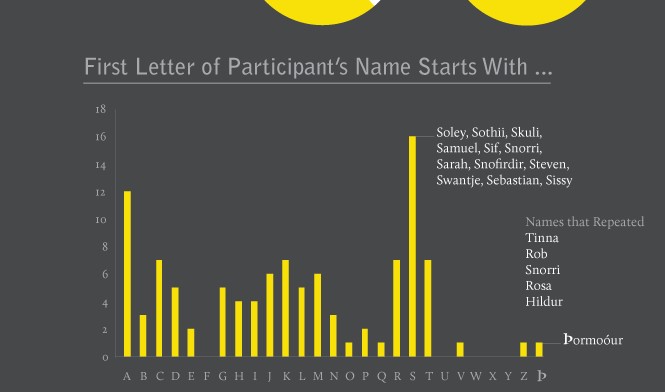 First Letter of Participant's Name Starts With ...
18
16
14
12
10
8
6
4
2
0
Soley, Sothii, Skuli,
Samuel, Sif, Snorri,
Sarah, Snofirdir, Steven,
Swantje, Sebastian, Sissy
Names that Repeated
Tinna
Rob
Snorri
Rosa
Hildur
Þormoóur
A B C D E F G H I J K L M N O P Q R S T U V W X Y Z Þ